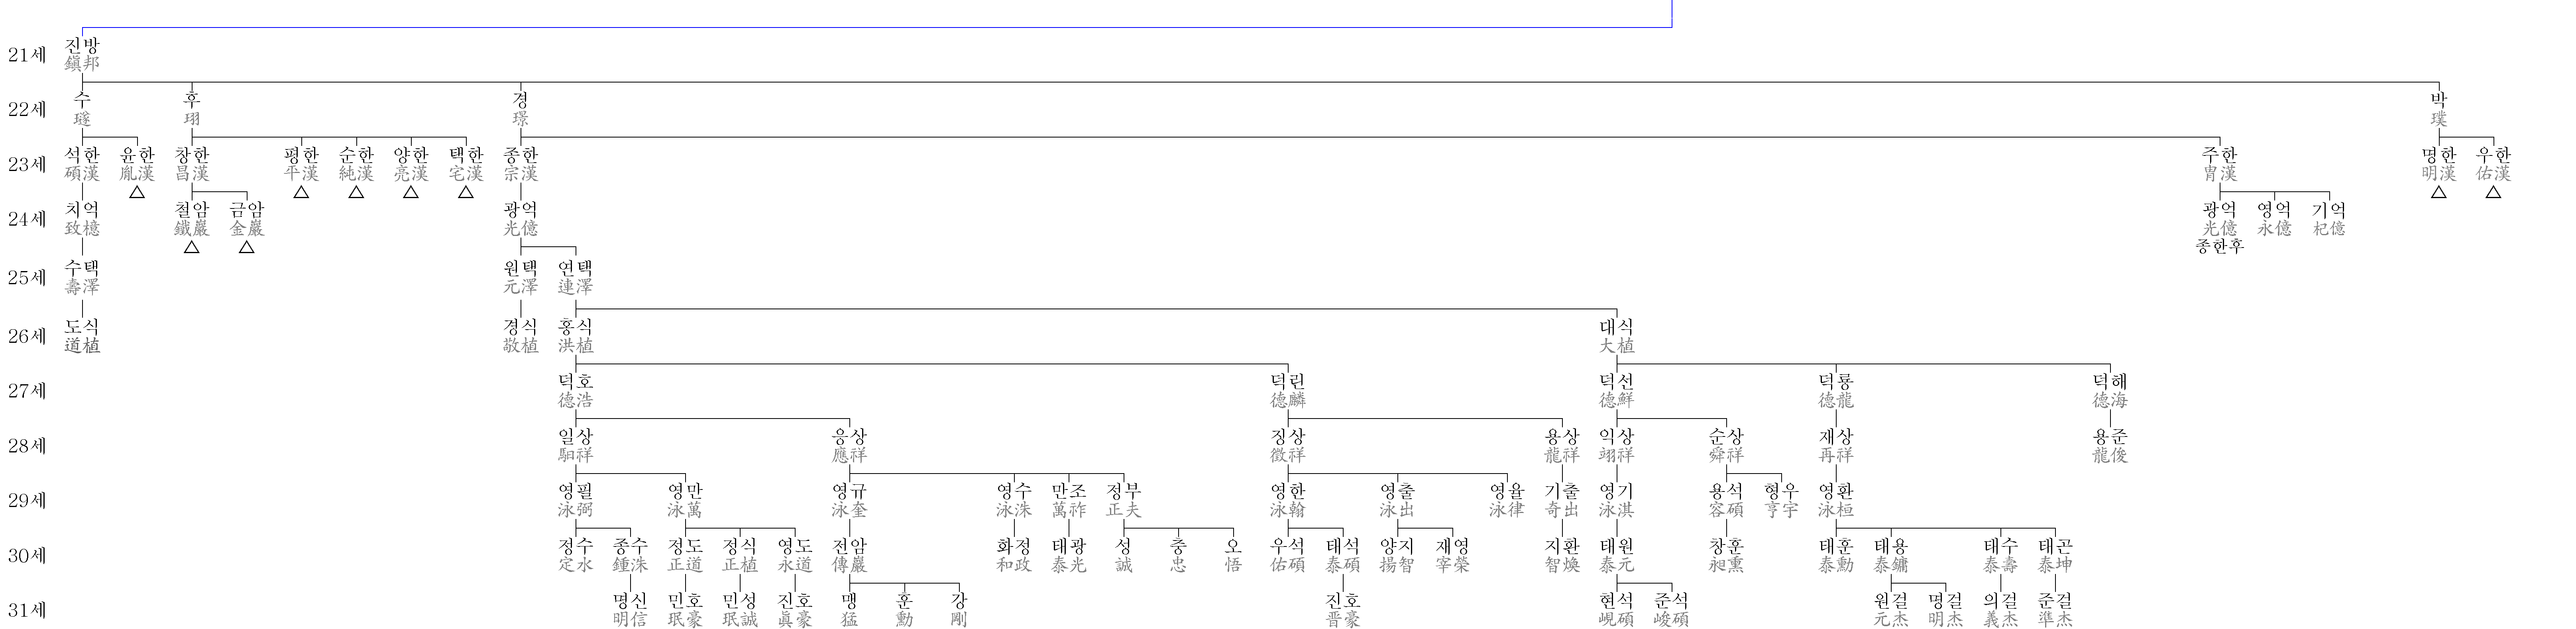 21세 진방
鎭邦
22세 수 후 경 박
璲 珝 璟 璞
23세 석한 윤한 창한 평한 순한 양한 택한 종한 주한 명한 우한
碩漢 胤漢 昌漢 平漢 純漢 亮漢 宅漢 宗漢 胄漢 明漢 佑漢
24세 치억 철암 금암 광억 광억 영억 기억
致檍 鐵巖 金巖 光億 光億 永億 杞億
종한후
25세 수택 원택 연택
壽澤 元澤 連澤
26세 도식 경식 홍식 대식
道植 敬植 洪植 大植
27세 덕호 덕린 덕선 덕룡 덕해
德浩 德麟 德鮮 德龍 德海
28세 일상 응상 징상 용상 익상 순상 재상 용준
馹祥 應祥 徵祥 龍祥 翊祥 舜祥 再祥 龍俊
29세 영필 영만 영규 영수 만조 정부 영한 영출 영율 기출 영기 용석 형우 영환
泳弼 泳萬 泳奎 泳洙 萬祚 正夫 泳翰 泳出 泳律 奇出 泳淇 容碩 亨宇 泳桓
30세 정수 종수 정도 정식 영도 전암 화정 태광 성 충 오 우석 태석 양지 재영 지환 태원 창훈 태훈 태용 태수 태곤
定水 鍾洙 正道 正植 永道 傳巖 和政 泰光 誠 忠 悟 佑碩 泰碩 揚智 宰榮 智煥 泰元 昶熏 泰勳 泰鏞 泰壽 泰坤
31세 명신 민호 민성 진호 맹 훈 강 진호 현석 준석 원걸 명걸 의걸 준걸
明信 珉豪 珉誠 眞豪 猛 勳 剛 晋豪 峴碩 峻碩 元杰 明杰 義杰 準杰